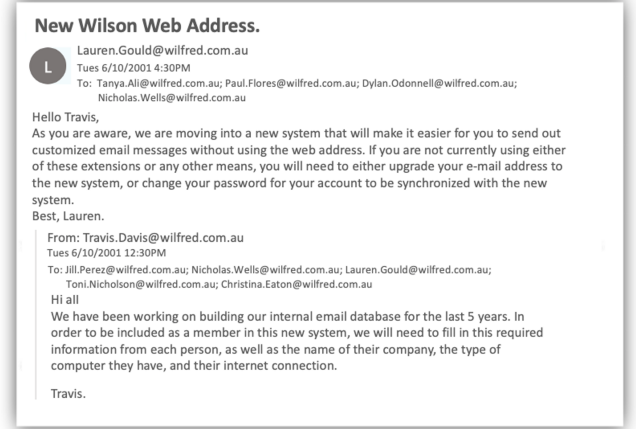 New Wilson Web Address.
L
Lauren.Gould@wilfred.com.au
Tues 6/10/2001 4:30PM
To: Tanya.Ali@wilfred.com.au; Paul.Flores@wilfred.com.au; Dylan.Odonnell@wilfred.com.au;
Nicholas.Wells@wilfred.com.au
Hello Travis,
As you are aware, we are moving into a new system that will make it easier for you to send out
customized email messages without using the web address. If you are not currently using either
of these extensions or any other means, you will need to either upgrade your e-mail address to
the new system, or change your password for your account to be synchronized with the new
system.
Best, Lauren.
From: Travis.Davis@wilfred.com.au
Tues 6/10/2001 12:30PM
To: Jill.Perez@wilfred.com.au; Nicholas.Wells@wilfred.com.au; Lauren.Gould@wilfred.com.au;
Toni.Nicholson@wilfred.com.au; Christina.Eaton@wilfred.com.au
Hi all
We have been working on building our internal email database for the last 5 years. In
order to be included as a member in this new system, we will need to fill in this required
information from each person, as well as the name of their company, the type of
computer they have, and their internet connection.
Travis.